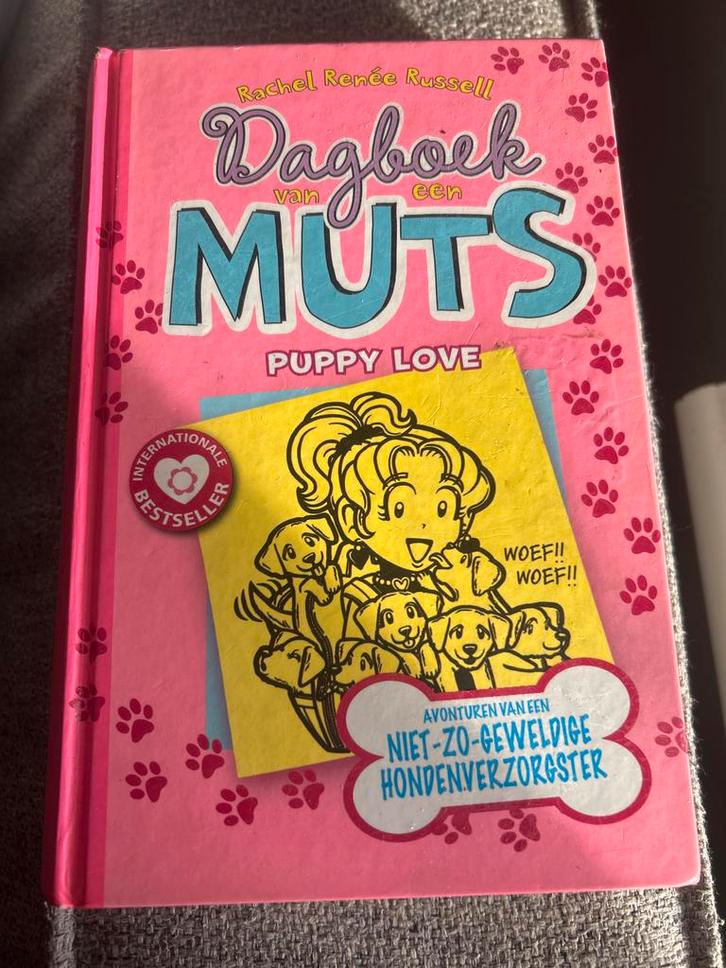 Rachel Renée Russell
Dagboek
van een
MUTS
PUPPY LOVE
INTERNATIONALE
BESTSELLER
WOEF!!
WOEF!!
AVONTUREN VAN EEN
NIET-ZO-GEWELDIGE
HONDENVERZORGSTER